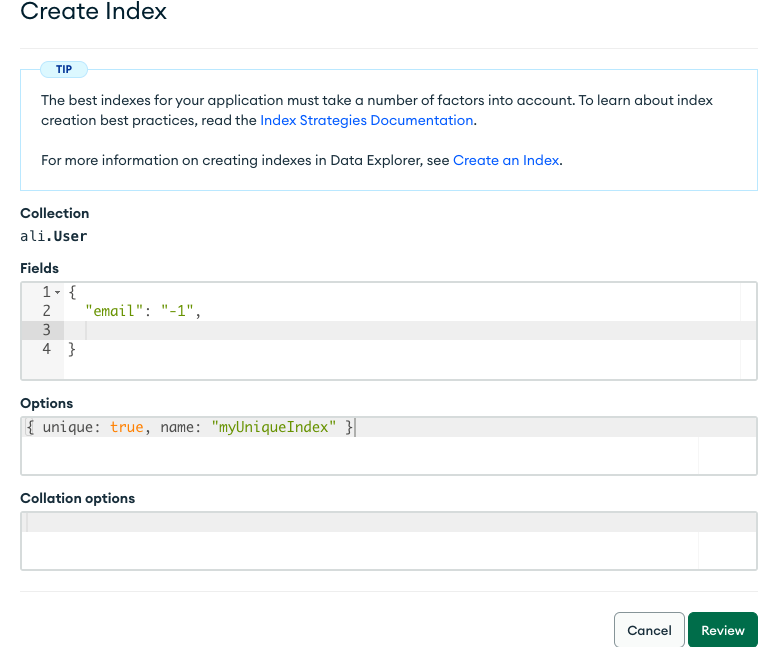 Create Index
TIP
The best indexes for your application must take a number of factors into account. To learn about index
creation best practices, read the Index Strategies Documentation.
For more information on creating indexes in Data Explorer, see Create an Index.
Collection
ali.User
Fields
1 {
2 "email": "-1",
3
4 }
Options
{ unique: true, name: "myUniqueIndex" }
Collation options
Cancel Review